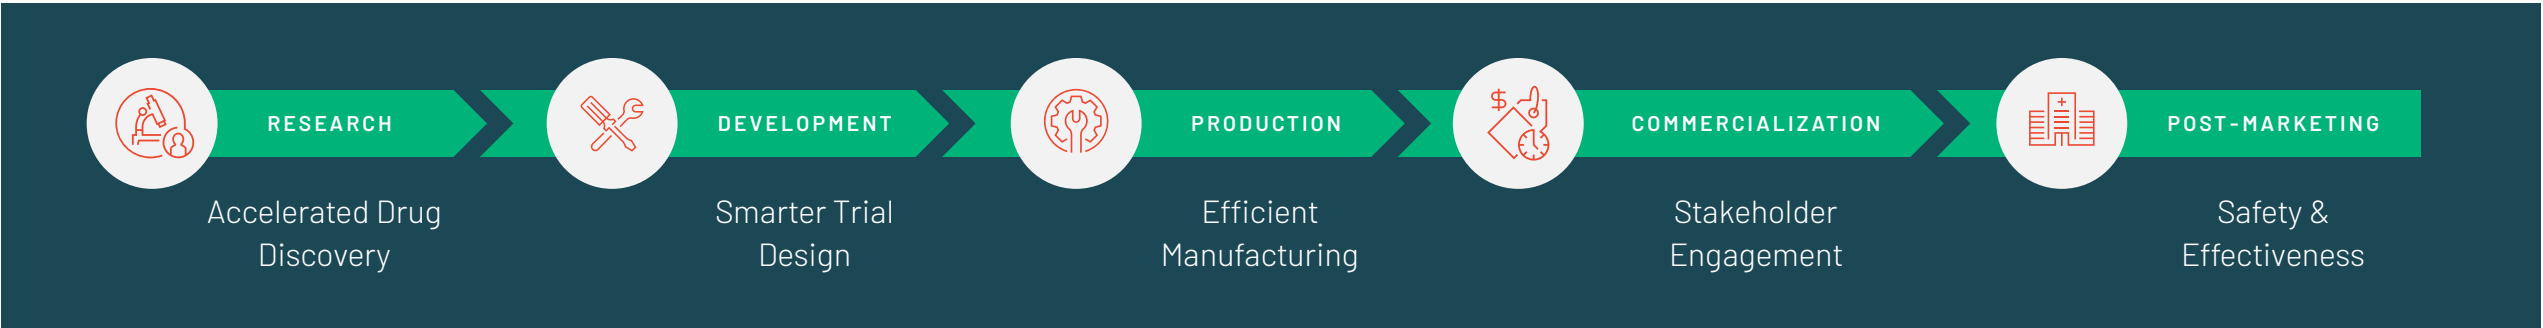 RESEARCH
Accelerated Drug
Discovery
DEVELOPMENT
Smarter Trial
Design
PRODUCTION
Efficient
Manufacturing
$
COMMERCIALIZATION
Stakeholder
Engagement
POST-MARKETING
Safety &
Effectiveness